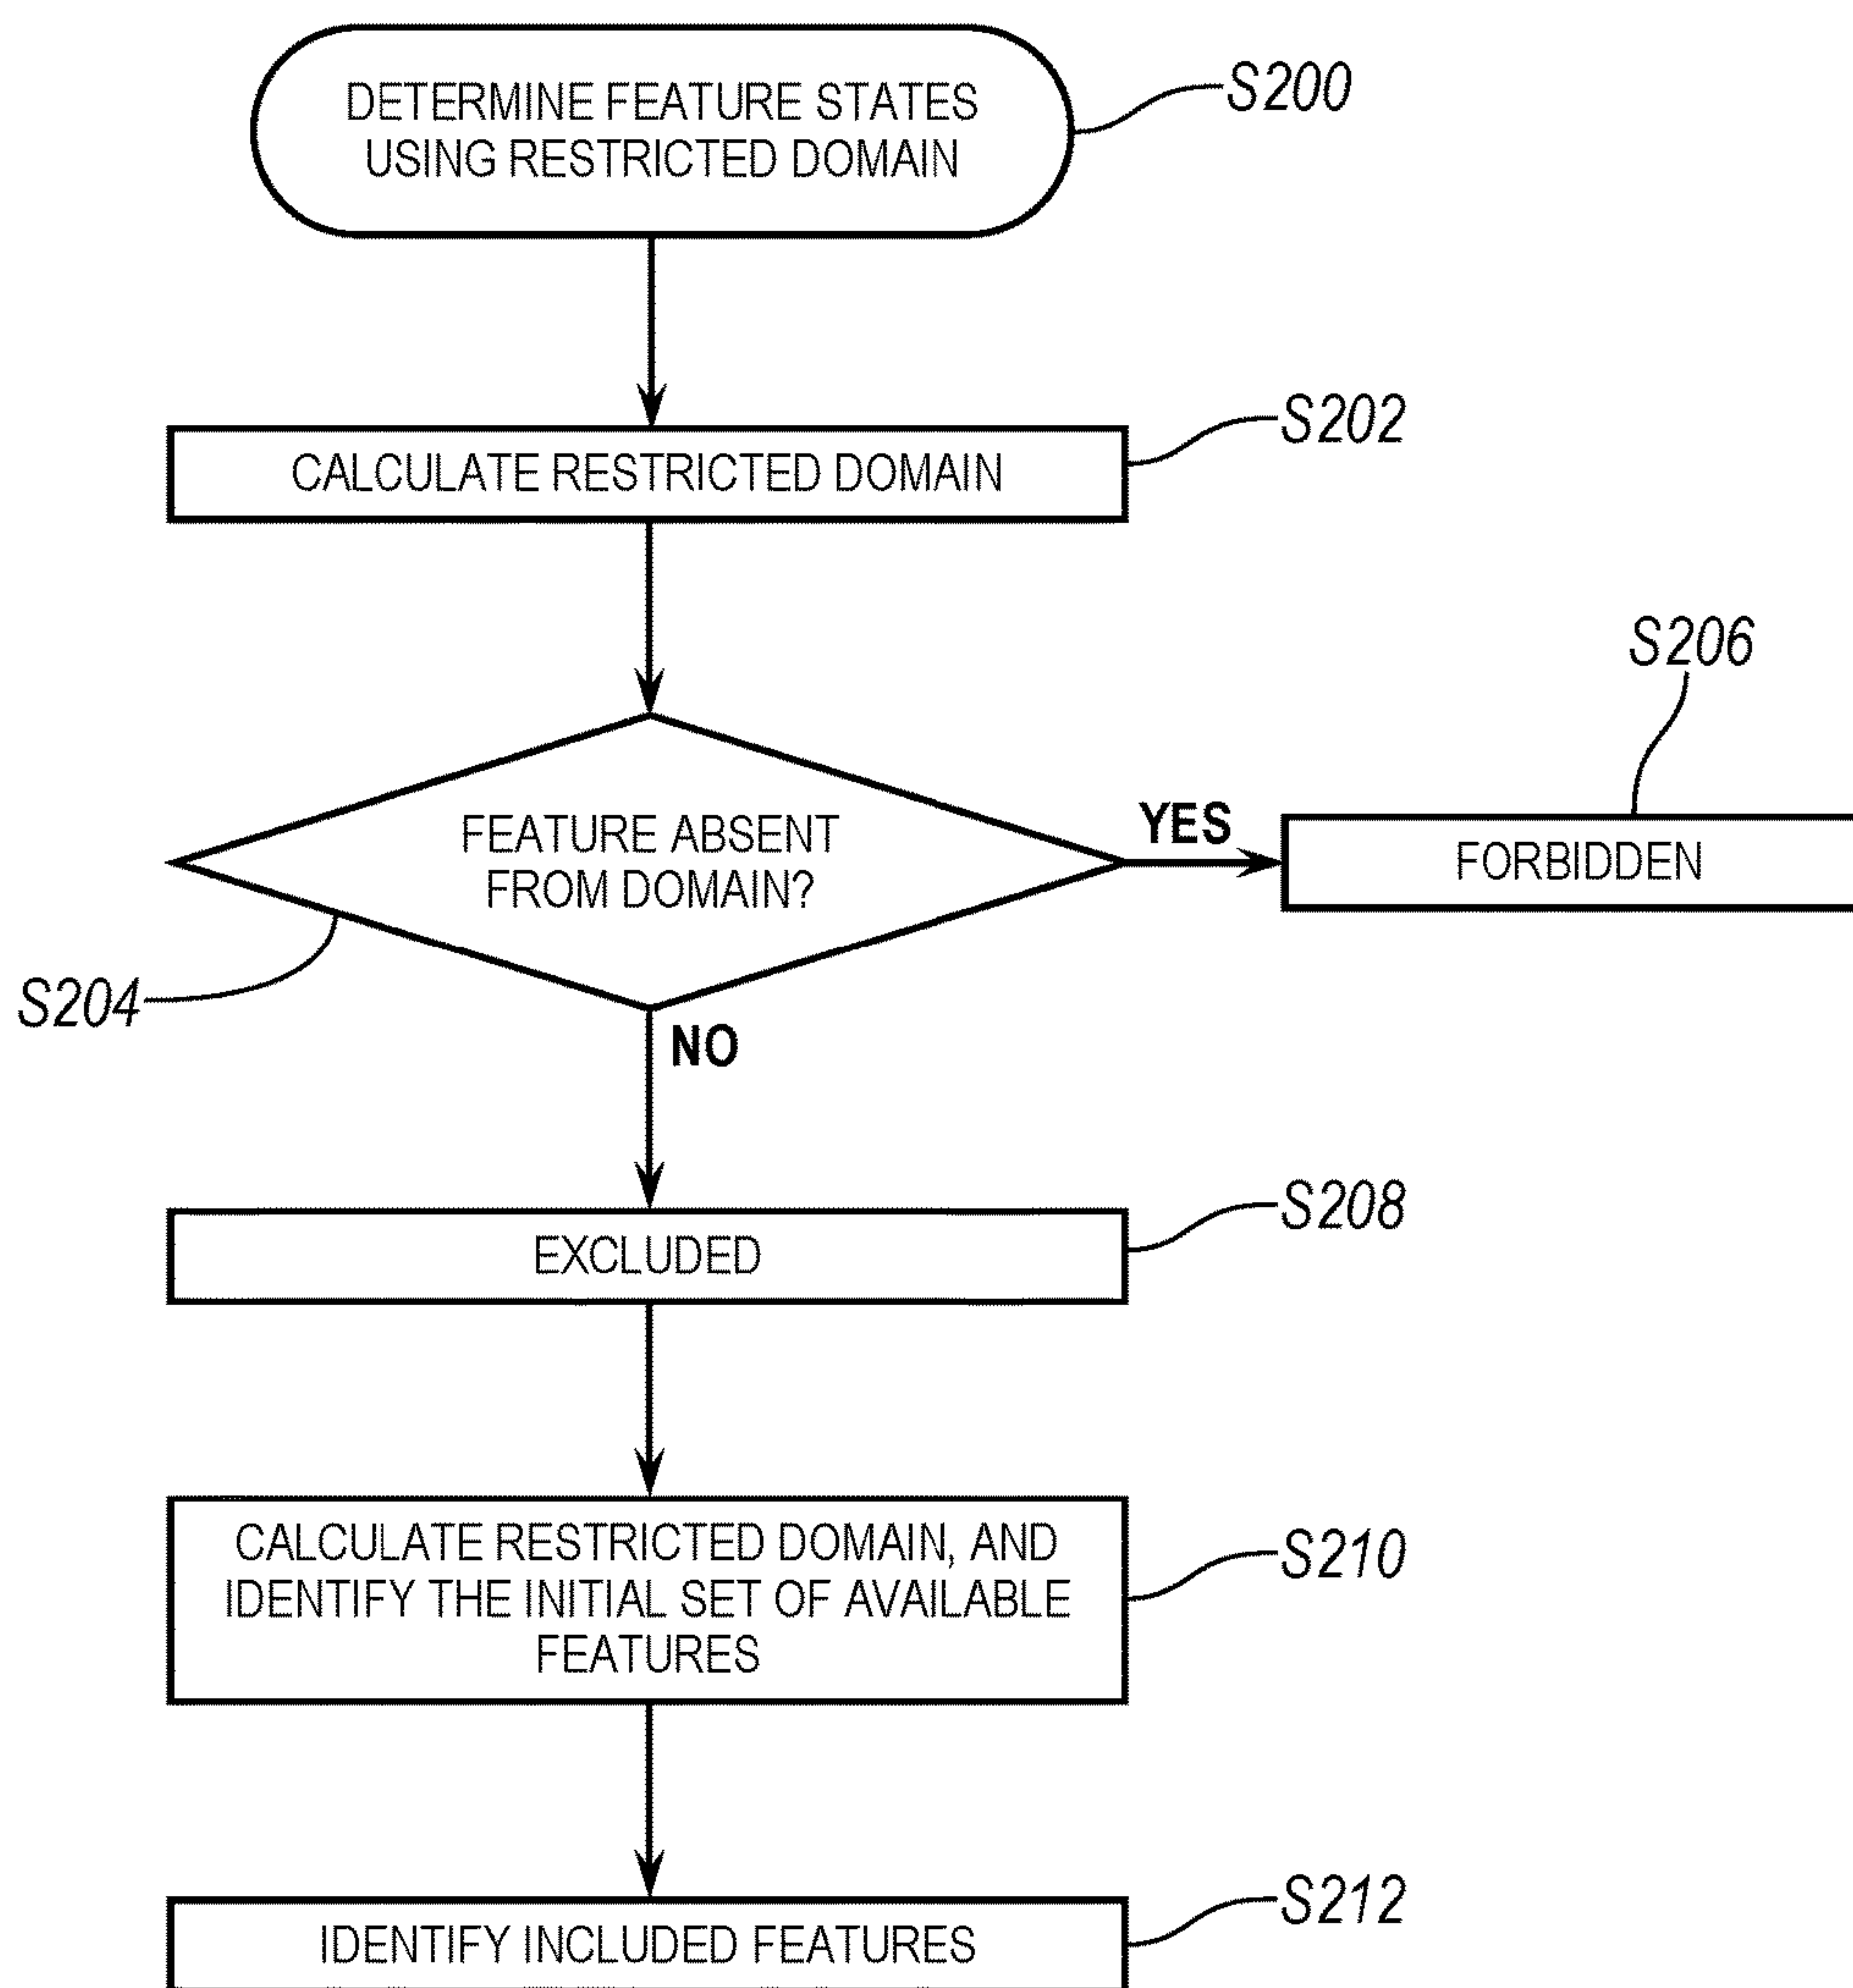 DETERMINE FEATURE STATES
USING RESTRICTED DOMAIN
S200
S202
CALCULATE RESTRICTED DOMAIN
S206
FEATURE ABSENT
FROM DOMAIN?
YES
FORBIDDEN
S204
NO
S208
EXCLUDED
CALCULATE RESTRICTED DOMAIN, AND
IDENTIFY THE INITIAL SET OF AVAILABLE
FEATURES
S210
S212
IDENTIFY INCLUDED FEATURES